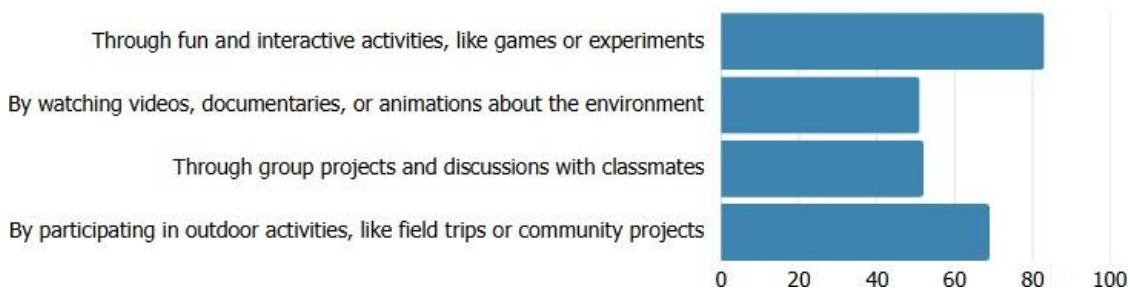 Through fun and interactive activities, like games or experiments
By watching videos, documentaries, or animations about the environment
Through group projects and discussions with classmates
By participating in outdoor activities, like field trips or community projects
0 20 40 60 80 100